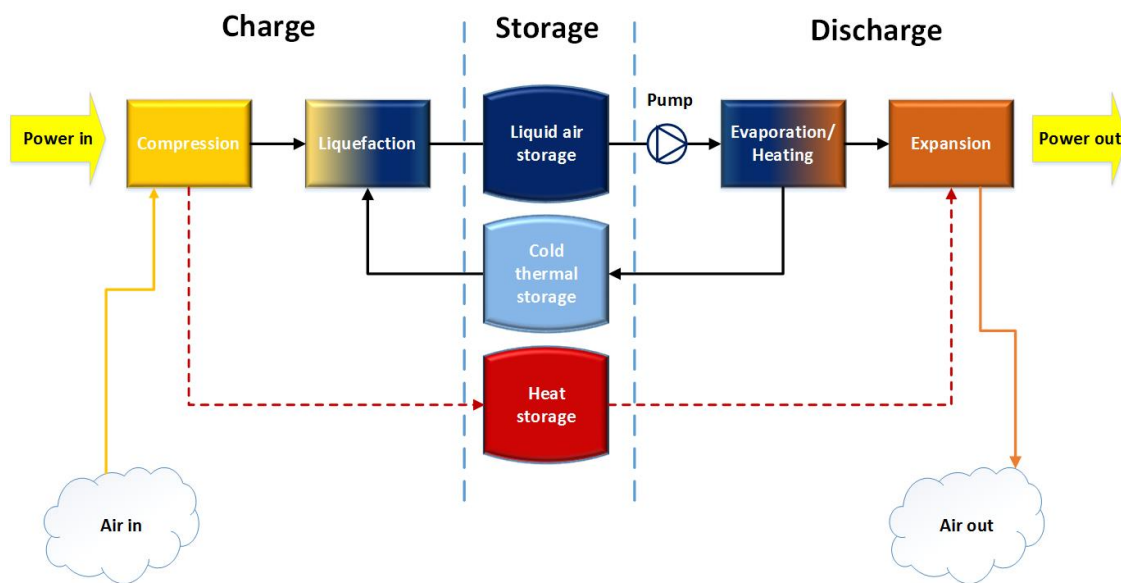 Charge
Storage
Discharge
Power in
Compression
Liquefaction
Liquid air
storage
Pump
Evaporation/
Heating
Expansion
Power out
Cold
thermal
storage
Heat
storage
Air in
Air out